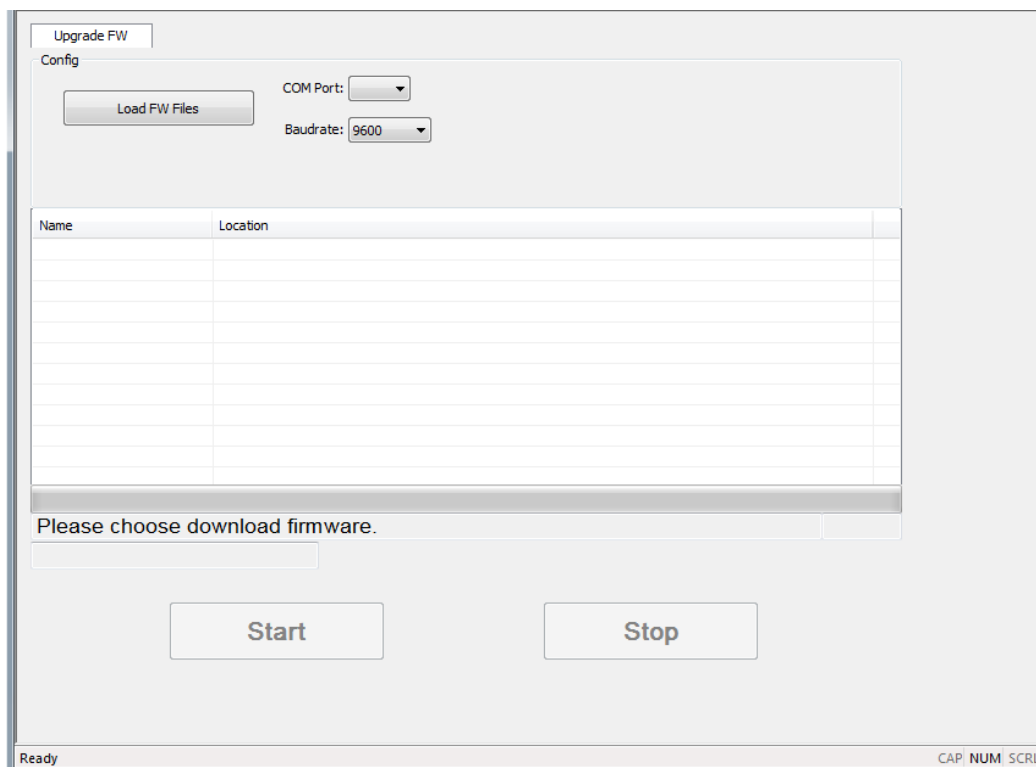 Upgrade FW
Config
Load FW Files
COM Port:
Baudrate: 9600
Name Location
Please choose download firmware.
Start Stop
Ready CAP NUM SCRL